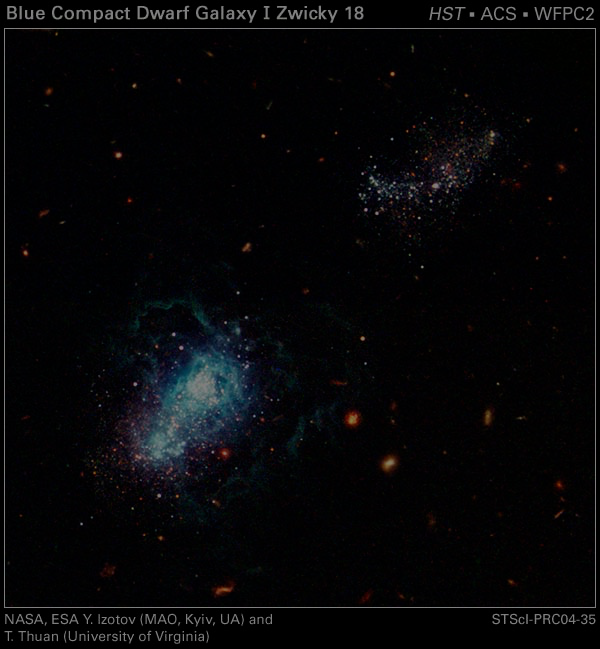 Blue Compact Dwarf Galaxy I Zwicky 18
HST ▪ ACS ▪ WFPC2
NASA, ESA Y. Izotov (MAO, Kyiv, UA) and
T. Thuan (University of Virginia)
STScI-PRC04-35